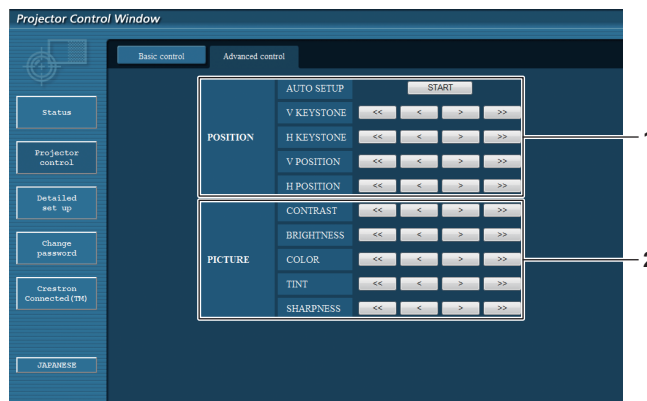 Projector Control Window
Basic control
Advanced control
Status
Projector
control
Detailed
set up
Change
password
Crestron
Connected(TM)
JAPANESE
POSITION
AUTO SETUP START
V KEYSTONE << < > >>
H KEYSTONE << < > >>
V POSITION << < > >>
H POSITION << < > >>
PICTURE
CONTRAST << < > >>
BRIGHTNESS << < > >>
COLOR << < > >>
TINT << < > >>
SHARPNESS << < > >>
1
2